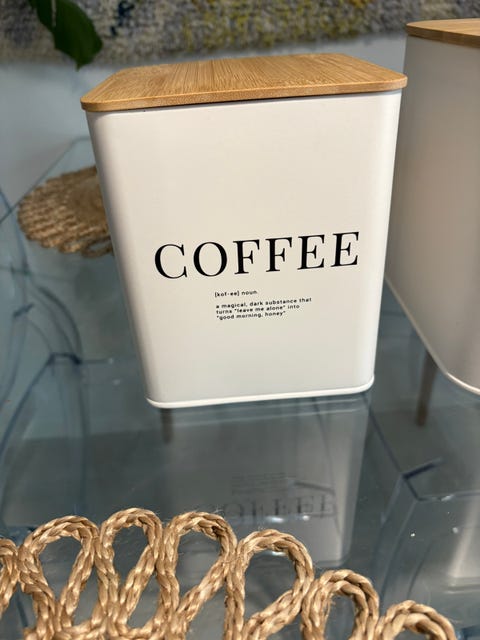 COFFEE
[kof-ee] noun.
a magical, dark substance that
turns "leave me alone" into
"good morning, honey"